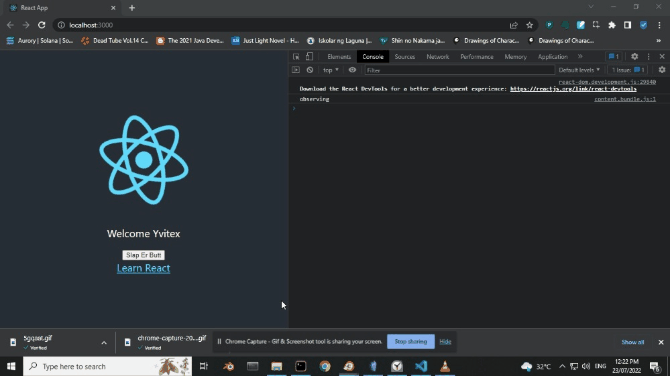 React App
localhost:3000
Aurory | Solana | So...
Dead Tube Vol.14 C...
The 2021 Java Deve...
Just Light Novel - H...
Iskolar ng Laguna |...
Shin no Nakama ja...
Drawings of Charac...
Drawings of Charac...
Elements
Console
Sources
Network
Performance
Memory
Application
1
top
Filter
Default levels
1 Issue:
1
react-dom.development.js:29840
Download the React DevTools for a better development experience: https://reactjs.org/link/react-devtools
observing
content.bundle.js:1
Welcome Yvitex
Slap Er Butt
Learn React
5gqaat.gif
Verified
chrome-capture-20....gif
Verified
Chrome Capture - Gif & Screenshot tool is sharing your screen.
Stop sharing
Hide
Show all
Type here to search
32°C
ENG
12:22 PM
23/07/2022